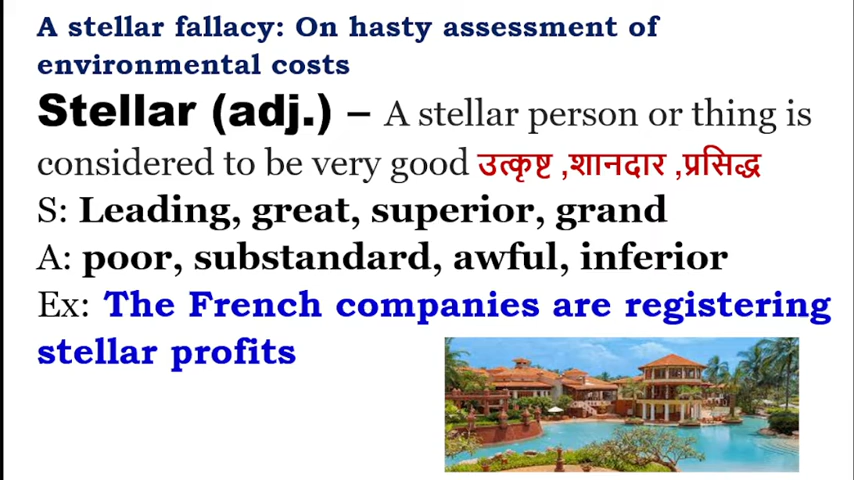 A stellar fallacy: On hasty assessment of
environmental costs
Stellar (adj.) – A stellar person or thing is
considered to be very good उत्कृष्ट ,शानदार ,प्रसिद्ध
S: Leading, great, superior, grand
A: poor, substandard, awful, inferior
Ex: The French companies are registering
stellar profits